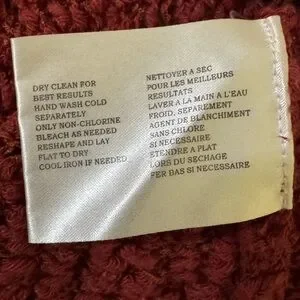 DRY CLEAN FOR
BEST RESULTS
HAND WASH COLD
SEPARATELY
ONLY NON-CHLORINE
BLEACH AS NEEDED
RESHAPE AND LAY
FLAT TO DRY
COOL IRON IF NEEDED
NETTOYER A SEC
POUR LES MEILLEURS
RESULTATS
LAVER A LA MAIN A L'EAU
FROID, SEPAREMENT
AGENT DE BLANCHIMENT
SANS CHLORE
SI NECESSAIRE
ETENDRE A PLAT
LORS DU SECHAGE
FER BAS SI NECESSAIRE